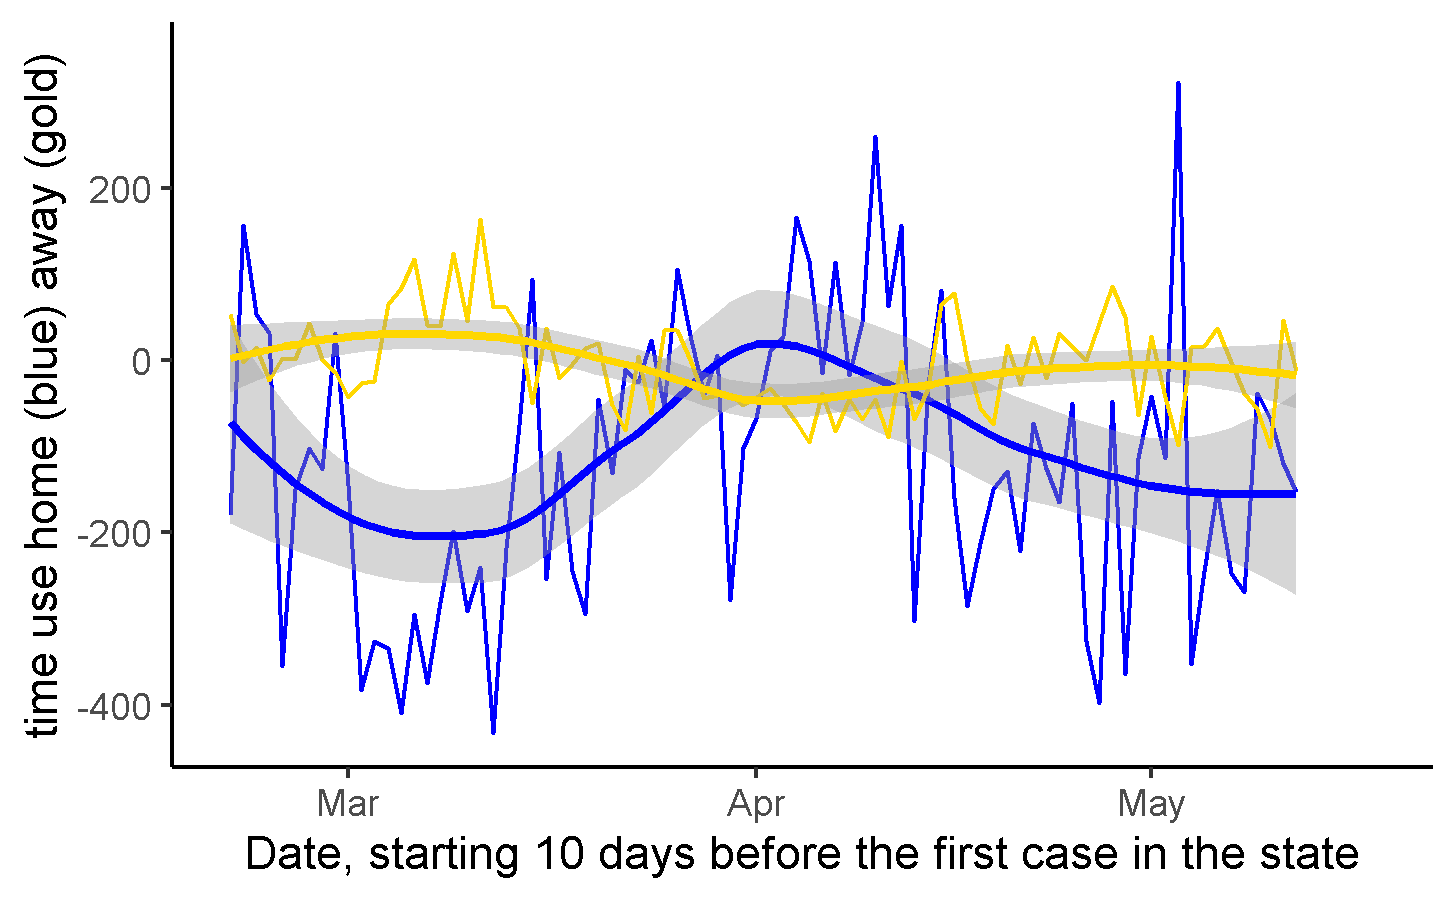 time use home (blue) away (gold)
200
0
-200
-400
Mar
Apr
May
Date, starting 10 days before the first case in the state